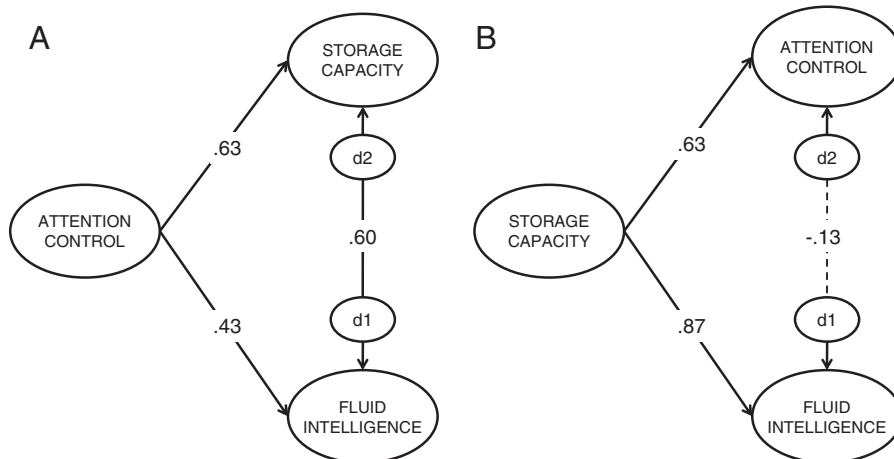 A
STORAGE
CAPACITY
.63
d2
ATTENTION
CONTROL
.60
.43
d1
FLUID
INTELLIGENCE
B
ATTENTION
CONTROL
.63
d2
STORAGE
CAPACITY
-.13
.87
d1
FLUID
INTELLIGENCE